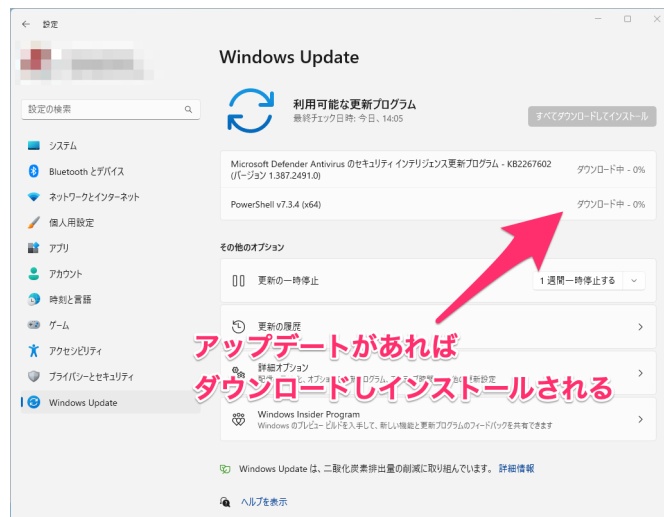 設定
Windows Update
設定の検索
利用可能な更新プログラム
最終チェック日時: 今日、14:05
すべてダウンロードしてインストール
システム
Bluetooth とデバイス
ネットワークとインターネット
個人用設定
アプリ
アカウント
時刻と言語
ゲーム
アクセシビリティ
プライバシーとセキュリティ
Windows Update
Microsoft Defender Antivirus のセキュリティ インテリジェンス更新プログラム - KB2267602
(バージョン 1.387.2491.0)
ダウンロード中 - 0%
PowerShell v7.3.4 (x64)
ダウンロード中 - 0%
その他のオプション
更新の一時停止
1 週間一時停止する
更新の履歴
アップデートがあれば
ダウンロードしインストールされる
詳細オプション
Windows Insider Program
Windows のプレビュー ビルドを入手して、新しい機能と更新プログラムのフィードバックを共有できます
Windows Update は、二酸化炭素排出量の削減に取り組んでいます。 詳細情報
ヘルプを表示